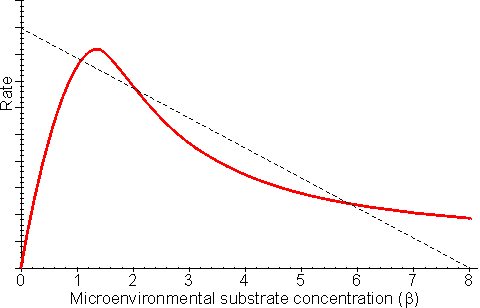 Rate
0 1 2 3 4 5 6 7 8
Microenvironmental substrate concentration (β)